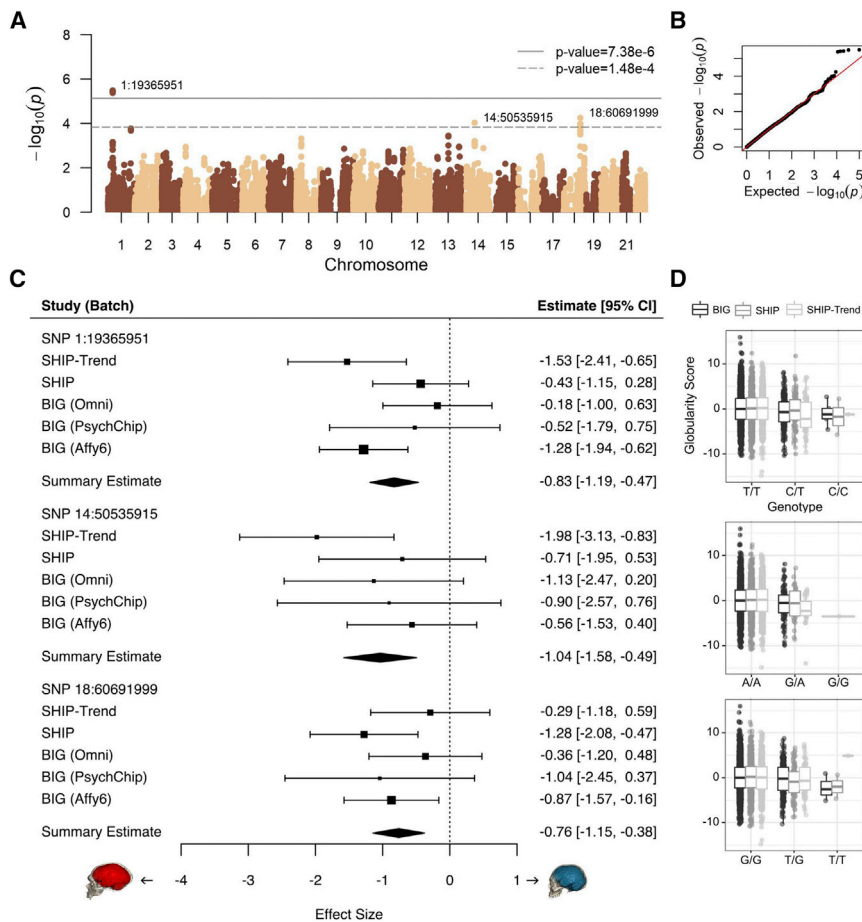 A
8
6
4
2
0
− log₁₀(p)
1:19365951
14:50535915
18:60691999
p-value=7.38e-6
p-value=1.48e-4
1 2 3 4 5 6 7 8 9 10 12 13 14 15 17 19 21
Chromosome
B
Observed − log₁₀(p)
4
2
0
0 1 2 3 4 5
Expected − log₁₀(p)
C
Study (Batch) Estimate [95% CI]
SNP 1:19365951
SHIP-Trend -1.53 [-2.41, -0.65]
SHIP -0.43 [-1.15, 0.28]
BIG (Omni) -0.18 [-1.00, 0.63]
BIG (PsychChip) -0.52 [-1.79, 0.75]
BIG (Affy6) -1.28 [-1.94, -0.62]
Summary Estimate -0.83 [-1.19, -0.47]
SNP 14:50535915
SHIP-Trend -1.98 [-3.13, -0.83]
SHIP -0.71 [-1.95, 0.53]
BIG (Omni) -1.13 [-2.47, 0.20]
BIG (PsychChip) -0.90 [-2.57, 0.76]
BIG (Affy6) -0.56 [-1.53, 0.40]
Summary Estimate -1.04 [-1.58, -0.49]
SNP 18:60691999
SHIP-Trend -0.29 [-1.18, 0.59]
SHIP -1.28 [-2.08, -0.47]
BIG (Omni) -0.36 [-1.20, 0.48]
BIG (PsychChip) -1.04 [-2.45, 0.37]
BIG (Affy6) -0.87 [-1.57, -0.16]
Summary Estimate -0.76 [-1.15, -0.38]
← →
-4 -3 -2 -1 0 1
Effect Size
D
BIG SHIP SHIP-Trend
Globularity Score
10
0
-10
T/T C/T C/C
Genotype
10
0
-10
A/A G/A G/G
10
0
-10
G/G T/G T/T